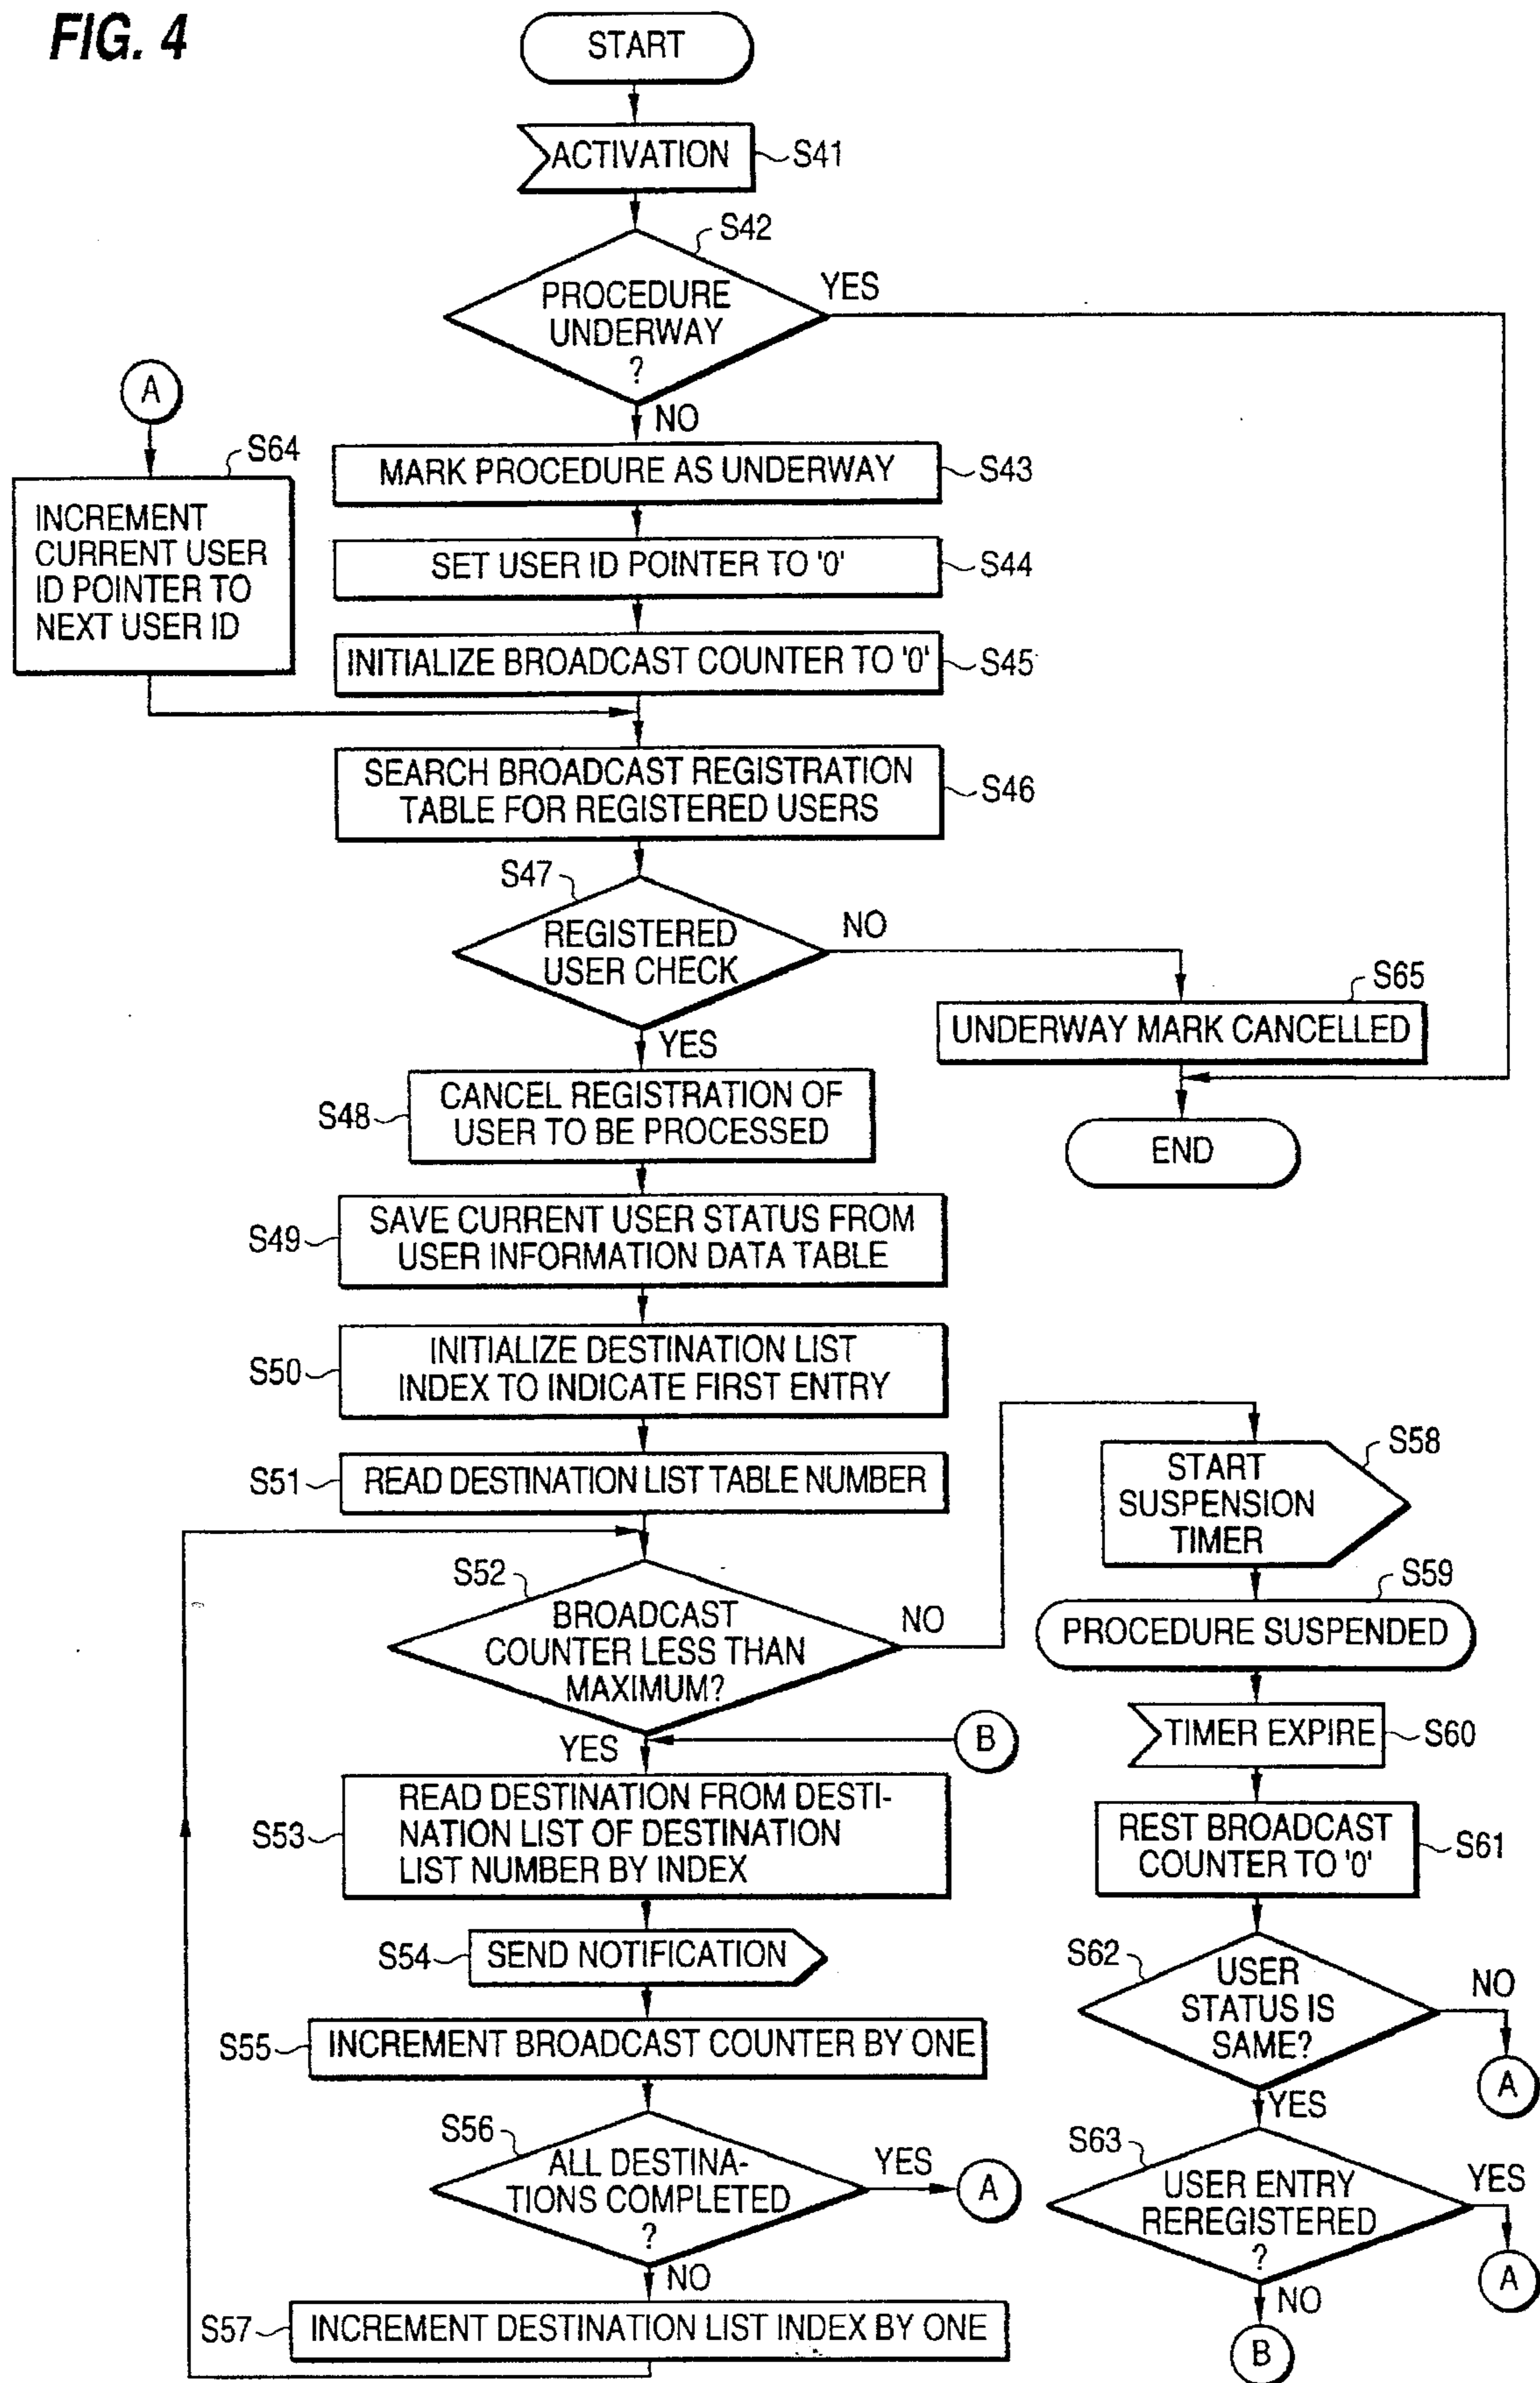 FIG. 4
START
ACTIVATION
S41
S42
PROCEDURE
UNDERWAY
?
YES
NO
A
S64
INCREMENT
CURRENT USER
ID POINTER TO
NEXT USER ID
MARK PROCEDURE AS UNDERWAY
S43
SET USER ID POINTER TO '0'
S44
INITIALIZE BROADCAST COUNTER TO '0'
S45
SEARCH BROADCAST REGISTRATION
TABLE FOR REGISTERED USERS
S46
S47
REGISTERED
USER CHECK
NO
YES
S65
UNDERWAY MARK CANCELLED
END
S48
CANCEL REGISTRATION OF
USER TO BE PROCESSED
S49
SAVE CURRENT USER STATUS FROM
USER INFORMATION DATA TABLE
S50
INITIALIZE DESTINATION LIST
INDEX TO INDICATE FIRST ENTRY
S51
READ DESTINATION LIST TABLE NUMBER
S52
BROADCAST
COUNTER LESS THAN
MAXIMUM?
NO
YES
B
S53
READ DESTINATION FROM DESTI-
NATION LIST OF DESTINATION
LIST NUMBER BY INDEX
S54
SEND NOTIFICATION
S55
INCREMENT BROADCAST COUNTER BY ONE
S56
ALL DESTINA-
TIONS COMPLETED
?
YES
A
NO
S57
INCREMENT DESTINATION LIST INDEX BY ONE
START
SUSPENSION
TIMER
S58
S59
PROCEDURE SUSPENDED
TIMER EXPIRE
S60
REST BROADCAST
COUNTER TO '0'
S61
S62
USER
STATUS IS
SAME?
NO
A
YES
S63
USER ENTRY
REREGISTERED
?
YES
A
NO
B